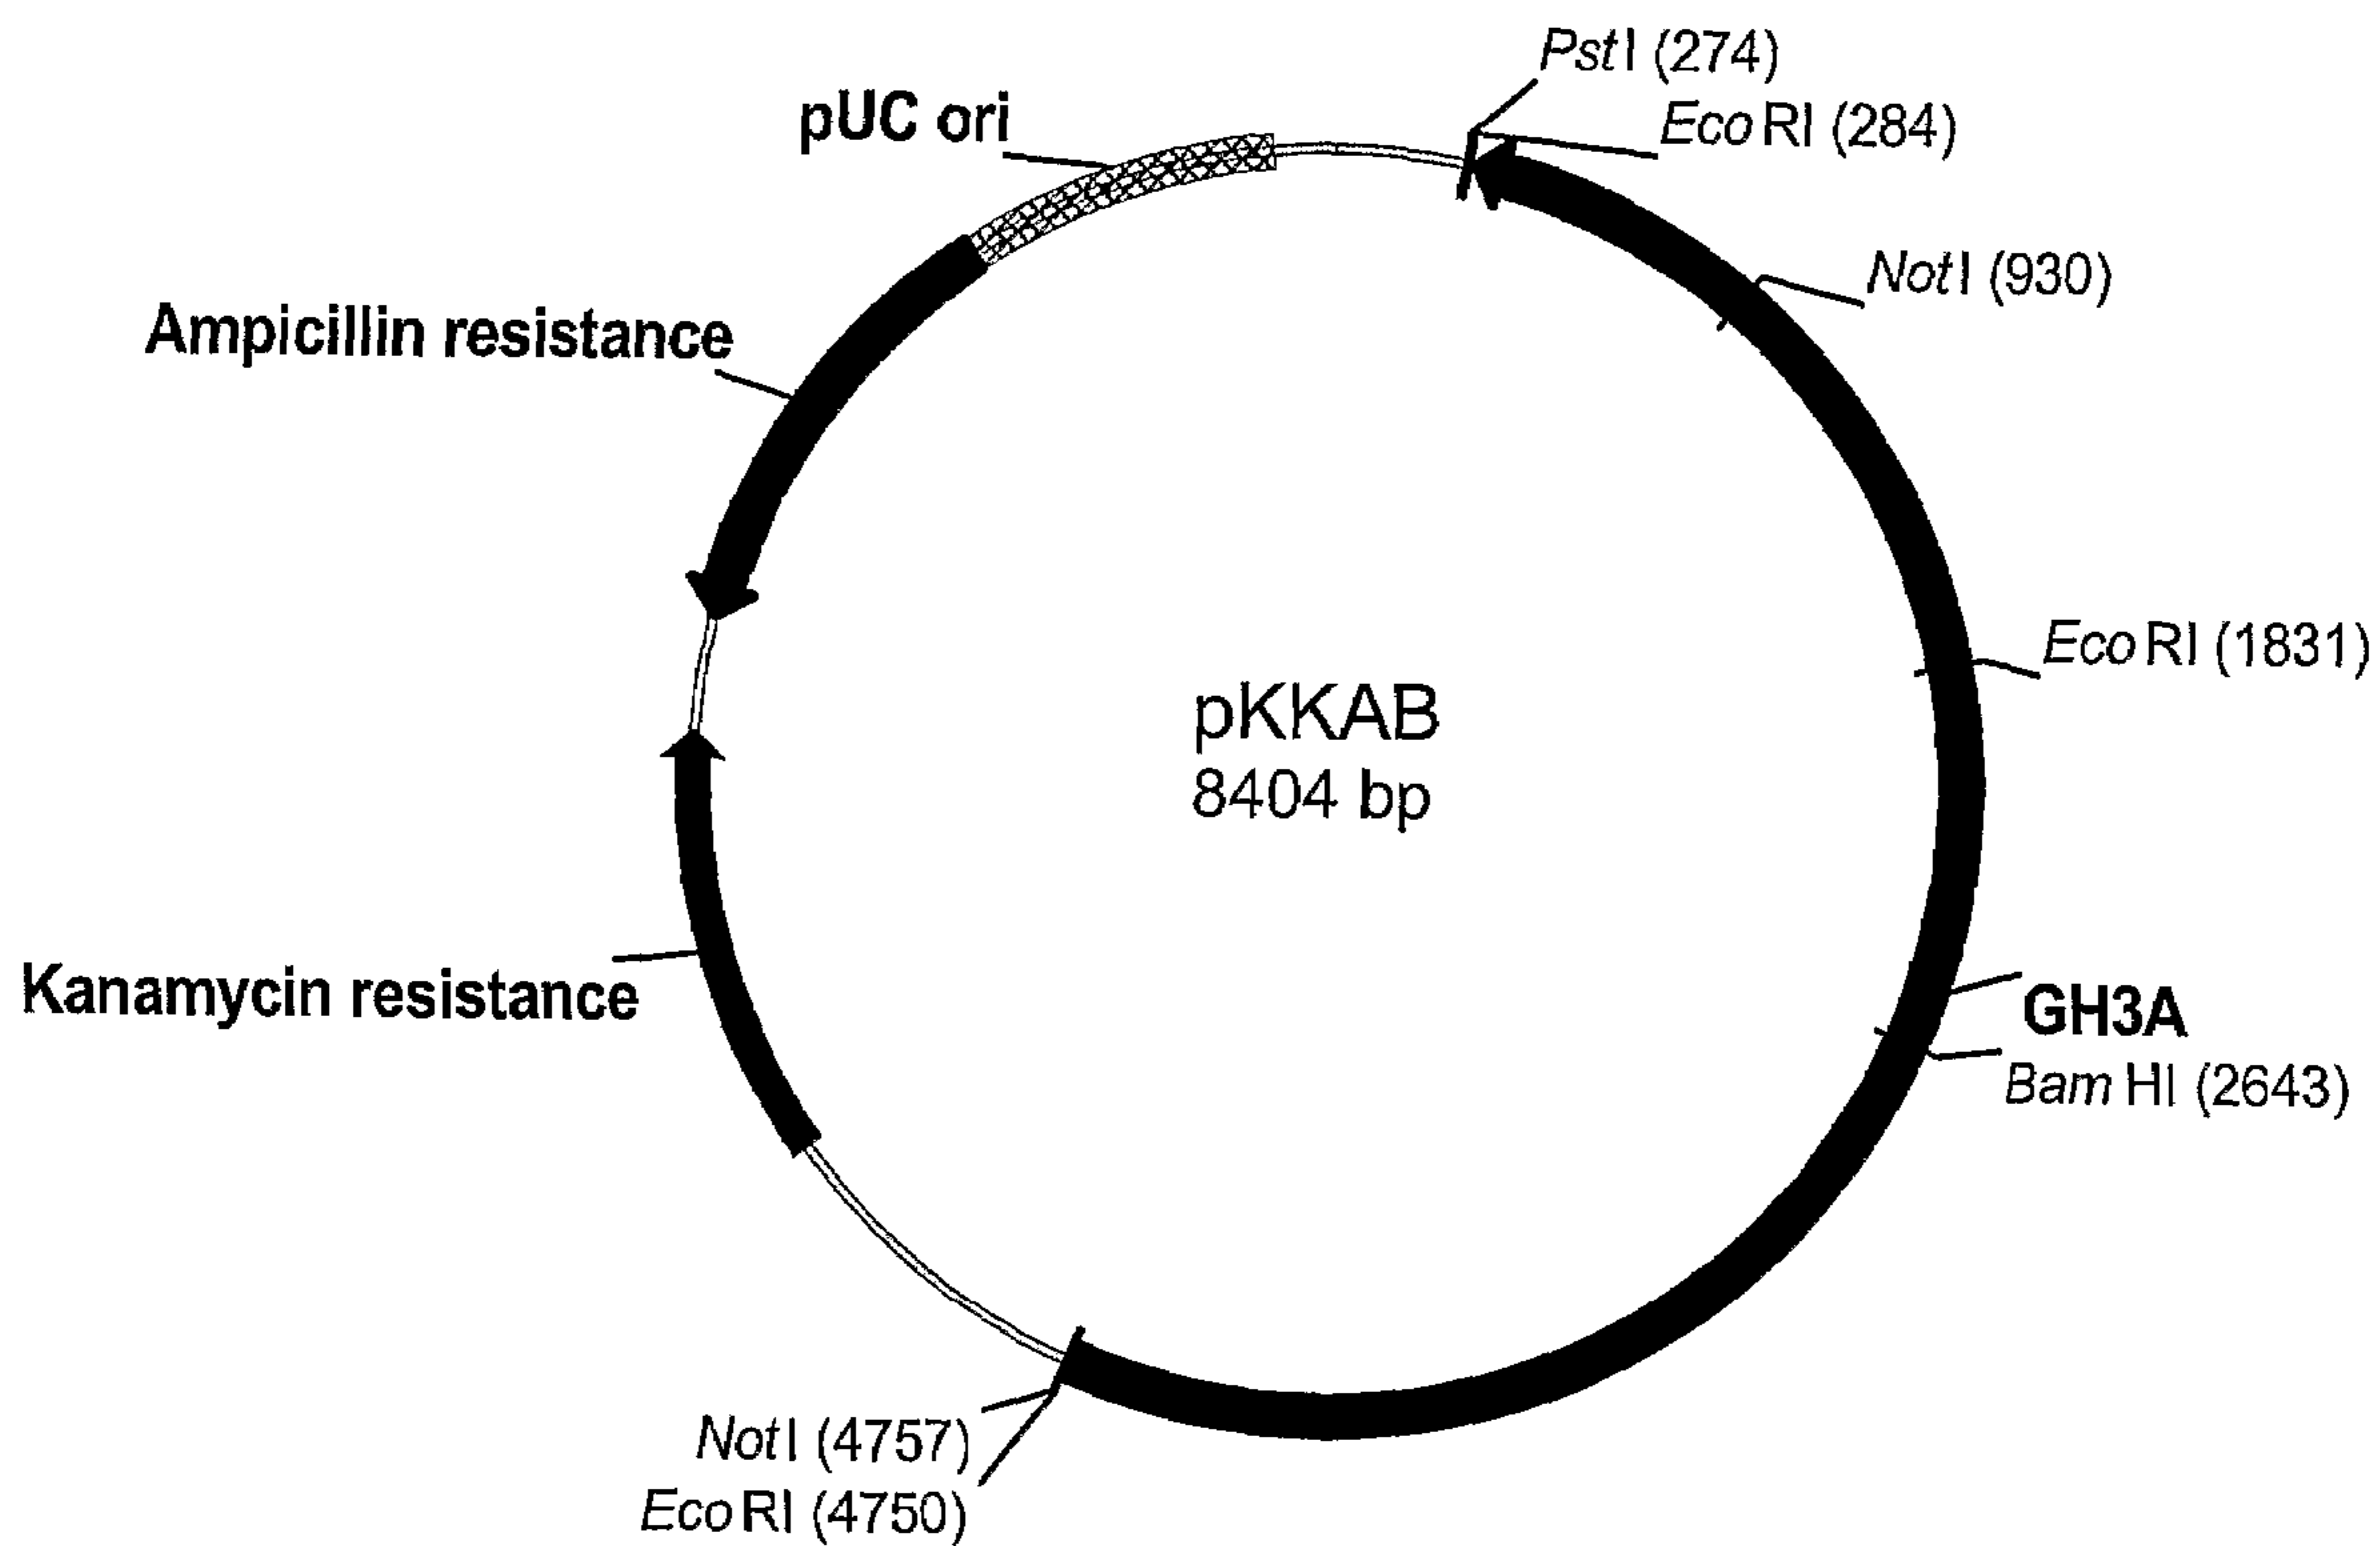 PstI (274)
EcoRI (284)
pUC ori
NotI (930)
Ampicillin resistance
EcoRI (1831)
pKKAB
8404 bp
Kanamycin resistance
GH3A
BamHI (2643)
NotI (4757)
EcoRI (4750)